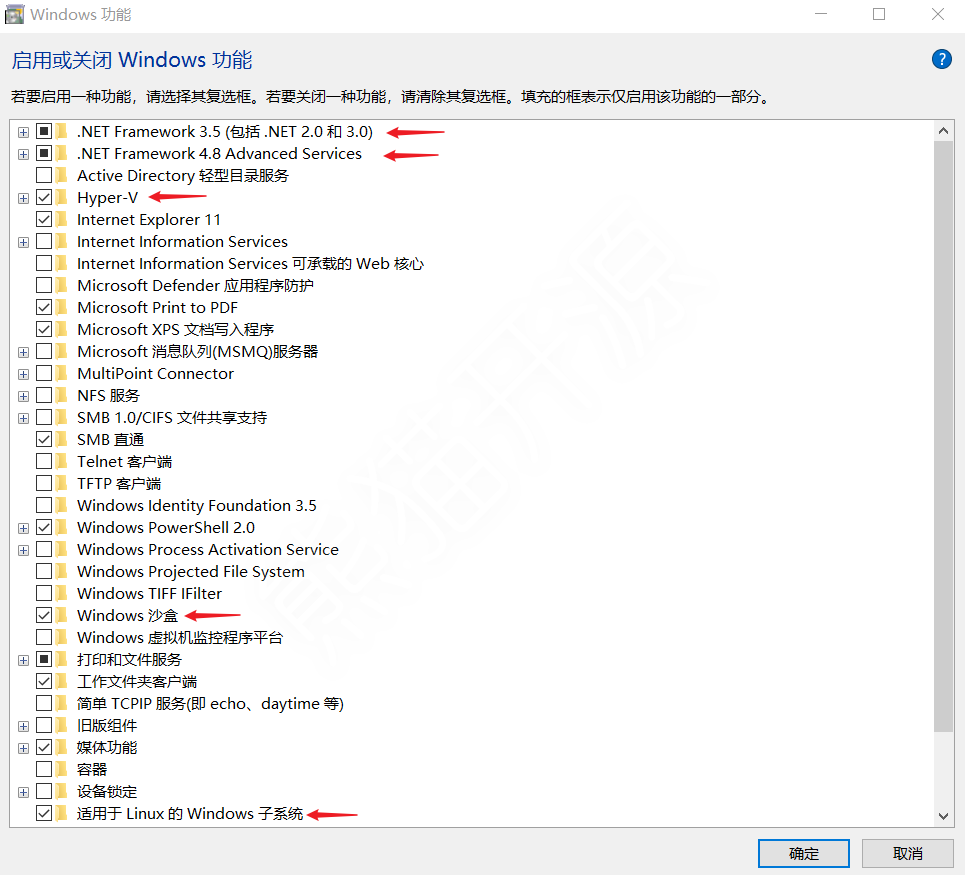 Windows 功能
启用或关闭 Windows 功能
若要启用一种功能，请选择其复选框。若要关闭一种功能，请清除其复选框。填充的框表示仅启用该功能的一部分。
.NET Framework 3.5 (包括 .NET 2.0 和 3.0)
.NET Framework 4.8 Advanced Services
Active Directory 轻型目录服务
Hyper-V
Internet Explorer 11
Internet Information Services
Internet Information Services 可承载的 Web 核心
Microsoft Defender 应用程序防护
Microsoft Print to PDF
Microsoft XPS 文档写入程序
Microsoft 消息队列(MSMQ)服务器
MultiPoint Connector
NFS 服务
SMB 1.0/CIFS 文件共享支持
SMB 直通
Telnet 客户端
TFTP 客户端
Windows Identity Foundation 3.5
Windows PowerShell 2.0
Windows Process Activation Service
Windows Projected File System
Windows TIFF IFilter
Windows 沙盒
Windows 虚拟机监控程序平台
打印和文件服务
工作文件夹客户端
简单 TCPIP 服务(即 echo、daytime 等)
旧版组件
媒体功能
容器
设备锁定
适用于 Linux 的 Windows 子系统
确定
取消
熊猫开源